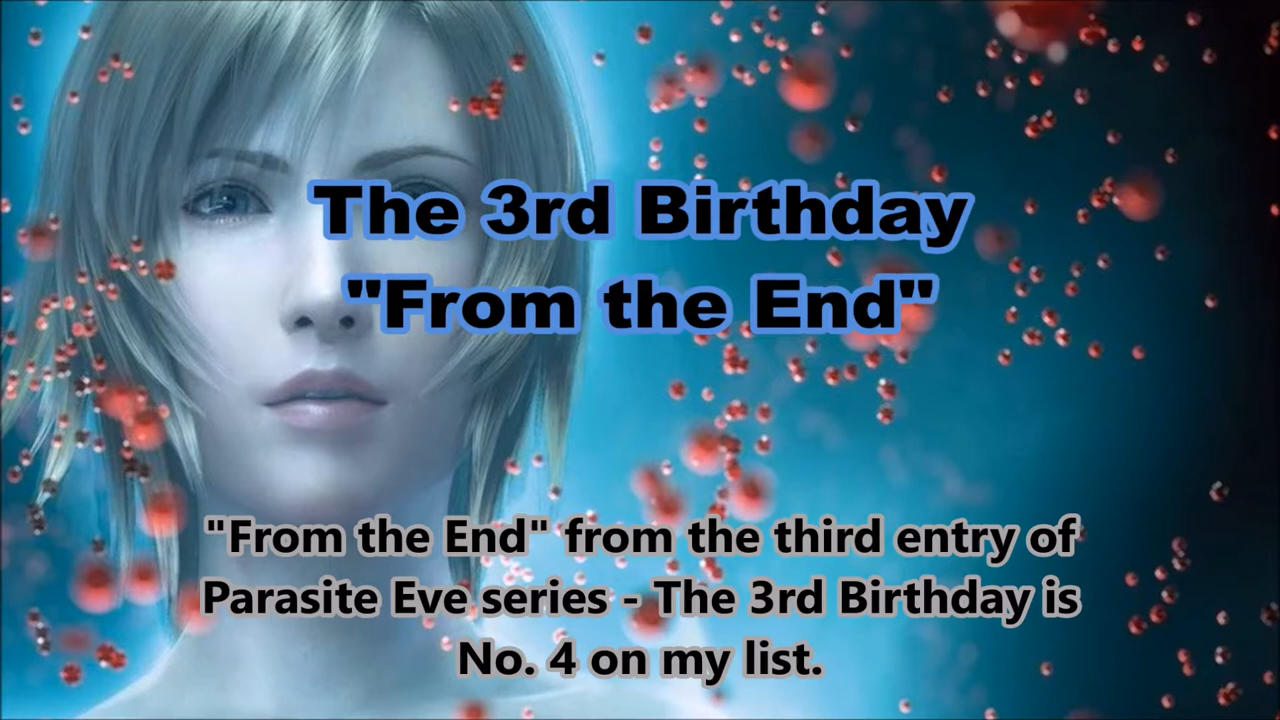 The 3rd Birthday
"From the End"
"From the End" from the third entry of
Parasite Eve series - The 3rd Birthday is
No. 4 on my list.